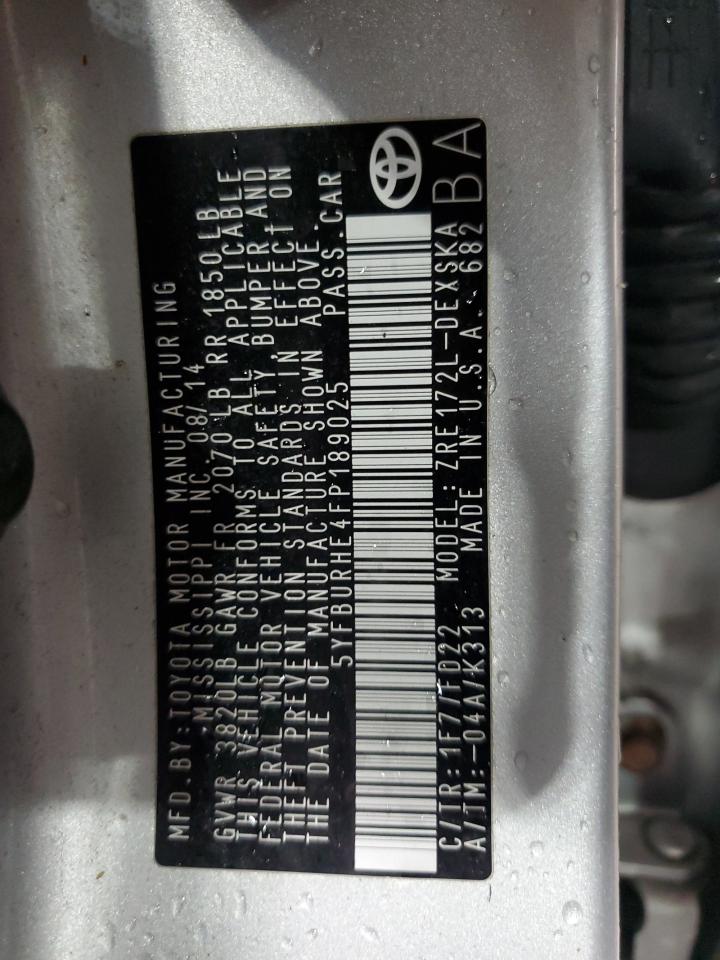 MFD.BY:TOYOTA MOTOR MANUFACTURING
,MISSISSIPPI INC. 08/14
GVWR 3820LB GAWR FR 2070LB RR 1850LB
THIS VEHICLE CONFORMS TO ALL APPLICABLE
FEDERAL MOTOR VEHICLE SAFETY,BUMPER AND
THEFT PREVENTION STANDARDS IN EFFECT ON
THE DATE OF MANUFACTURE SHOWN ABOVE.
5YFBURHE4FP189025 PASS.CAR
C/TR:1F7/FD22 MODEL:ZRE172L-DEXSKA
A/TM:-04A/K313 MADE IN U.S.A. 682
BA